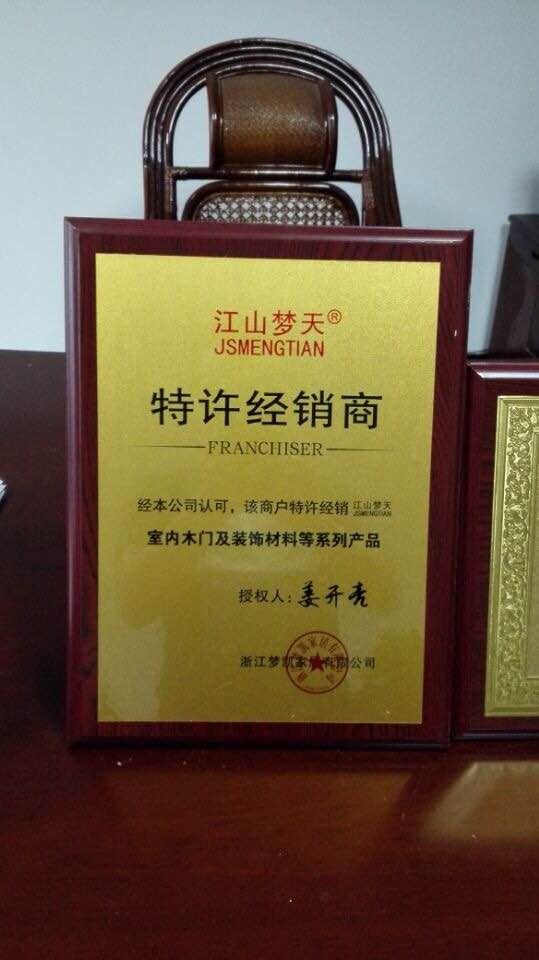 江山梦天®
JSMENGTIAN
特许经销商
FRANCHISER
经本公司认可，该商户特许经销 江山梦天 JSMENGTIAN
室内木门及装饰材料等系列产品
授权人：姜开亮
浙江梦凯家居有限公司